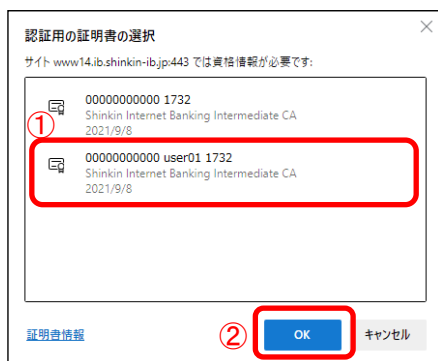 認証用の証明書の選択
サイト www14.ib.shinkin-ib.jp:443 では資格情報が必要です:
00000000000 1732
Shinkin Internet Banking Intermediate CA
2021/9/8
①
00000000000 user01 1732
Shinkin Internet Banking Intermediate CA
2021/9/8
証明書情報
②
OK
キャンセル